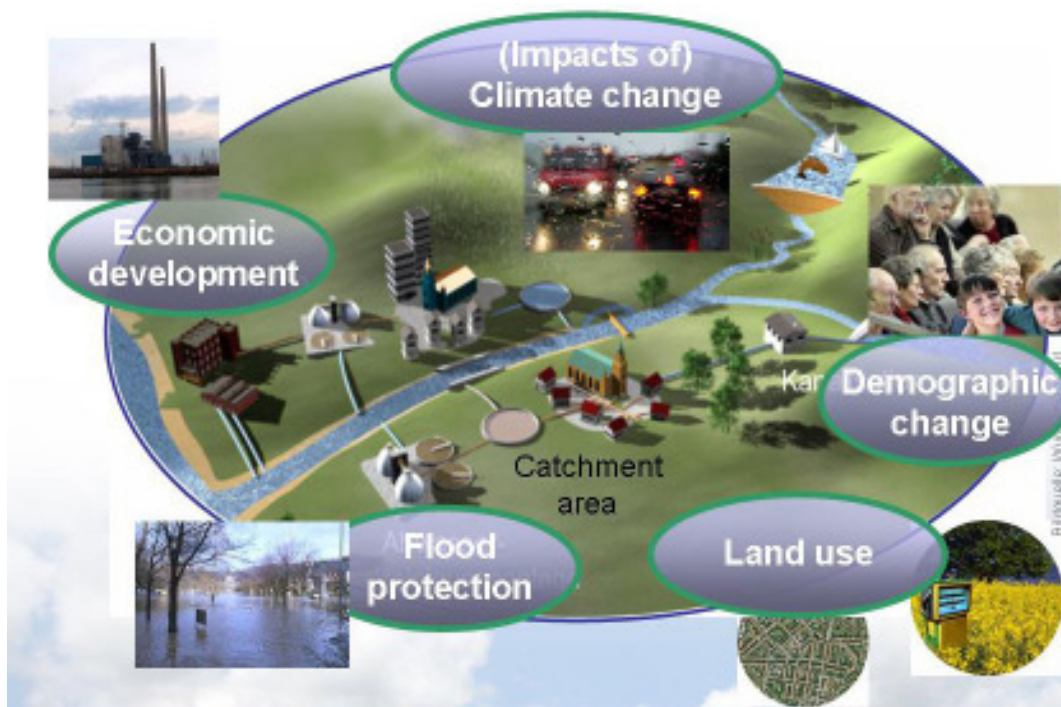 (Impacts of)
Climate change
Economic
development
Demographic
change
Catchment
area
Flood
protection
Land use